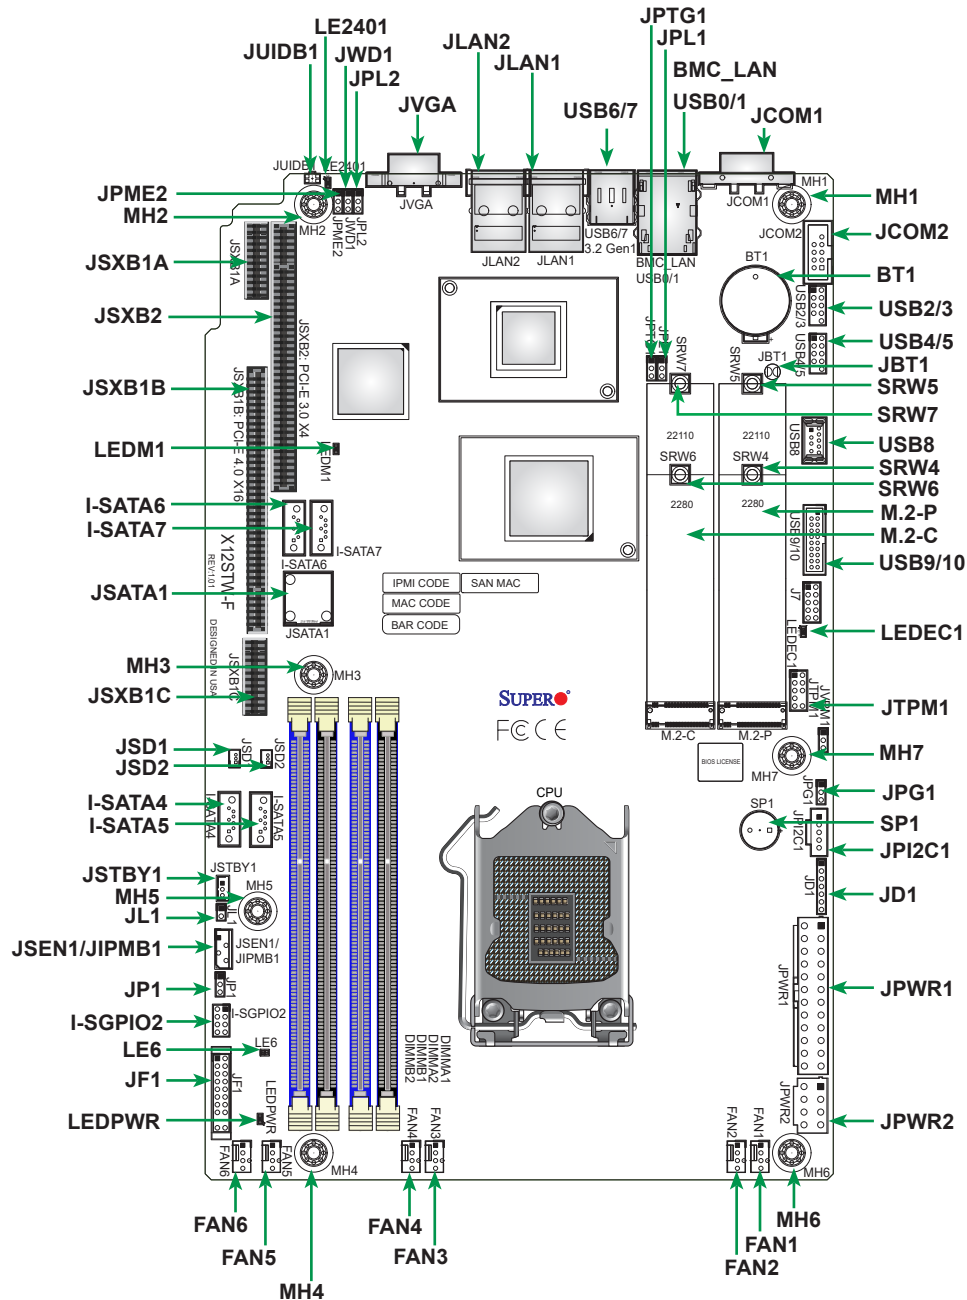 JPTG1
LE2401
JPL1
JUIDB1
JWD1
JLAN2
JPL2
JLAN1
BMC_LAN
JVGA
USB6/7
USB0/1
JCOM1
JUIDB1
LE2401
JPME2
MH2
MH2
JPME2
JWD1
JPL2
JVGA
JLAN2
JLAN1
USB6/7
3.2 Gen1
BMC_LAN
USB0/1
JCOM1
MH1
MH1
JCOM2
JCOM2
JSXB1A
JSXB1A
BT1
BT1
USB2/3
USB2/3
JSXB2
JSXB2: PCI-E 3.0 X4
USB4/5
USB4/5
JBT1
JBT1
SRW7
SRW5
SRW5
SRW7
JSXB1B
JSXB1B: PCI-E 4.0 X16
LEDM1
LEDM1
22110
22110
USB8
USB8
SRW6
SRW4
SRW4
SRW6
2280
2280
M.2-P
M.2-C
I-SATA6
I-SATA7
I-SATA7
I-SATA6
USB9/10
USB9/10
X12STW-F
REV:1.01
DESIGNED IN USA
IPMI CODE
SAN MAC
MAC CODE
BAR CODE
JSATA1
JSATA1
J7
LEDEC1
LEDEC1
MH3
MH3
JSXB1C
JSXB1C
SUPER
FC CE
JTPM1
JTPM1
M.2-C
M.2-P
BIOS LICENSE
MH7
MH7
JSD1
JSD2
JSD1
JSD2
JPG1
JPG1
I-SATA4
I-SATA5
I-SATA4
I-SATA5
CPU
SP1
SP1
JPI2C1
JPI2C1
JSTBY1
JSTBY1
MH5
MH5
JL1
JL1
JD1
JD1
JSEN1/JIPMB1
JSEN1/
JIPMB1
JP1
JP1
JPWR1
JPWR1
I-SGPIO2
I-SGPIO2
LE6
LE6
DIMMA1
DIMMA2
DIMMB1
DIMMB2
JF1
JF1
LEDPWR
LEDPWR
JPWR2
JPWR2
FAN6
FAN5
MH4
FAN4
FAN3
FAN2
FAN1
MH6
FAN6
FAN5
MH4
FAN4
FAN3
MH6
FAN1
FAN2